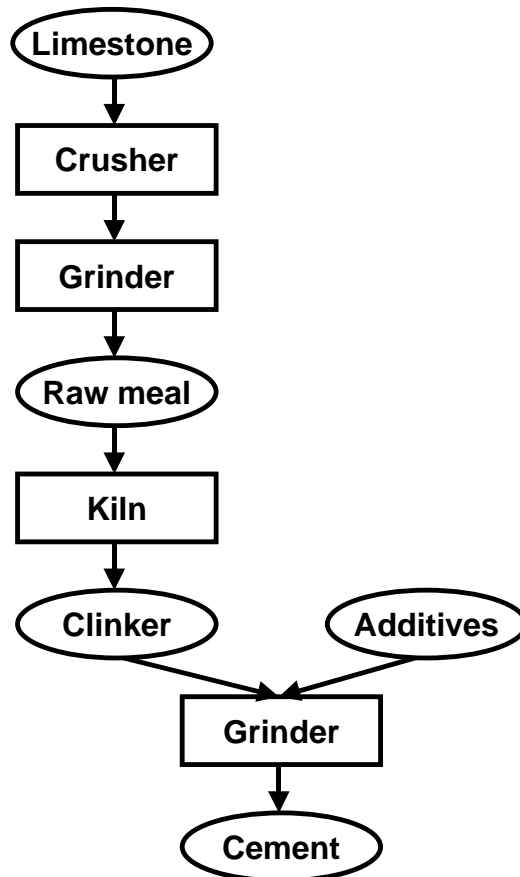 Limestone
Crusher
Grinder
Raw meal
Kiln
Clinker
Additives
Grinder
Cement